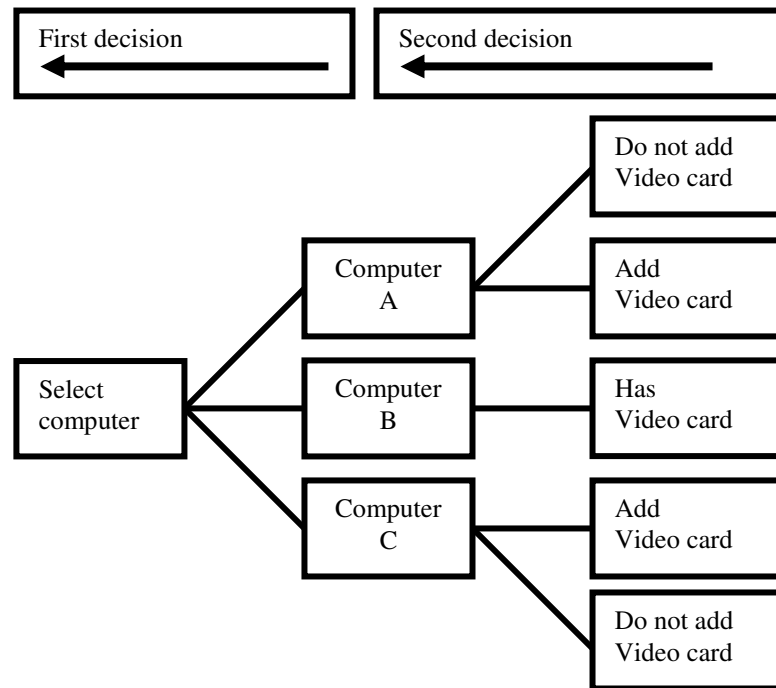 First decision
Second decision
Do not add
Video card
Computer
A
Add
Video card
Select
computer
Computer
B
Has
Video card
Computer
C
Add
Video card
Do not add
Video card